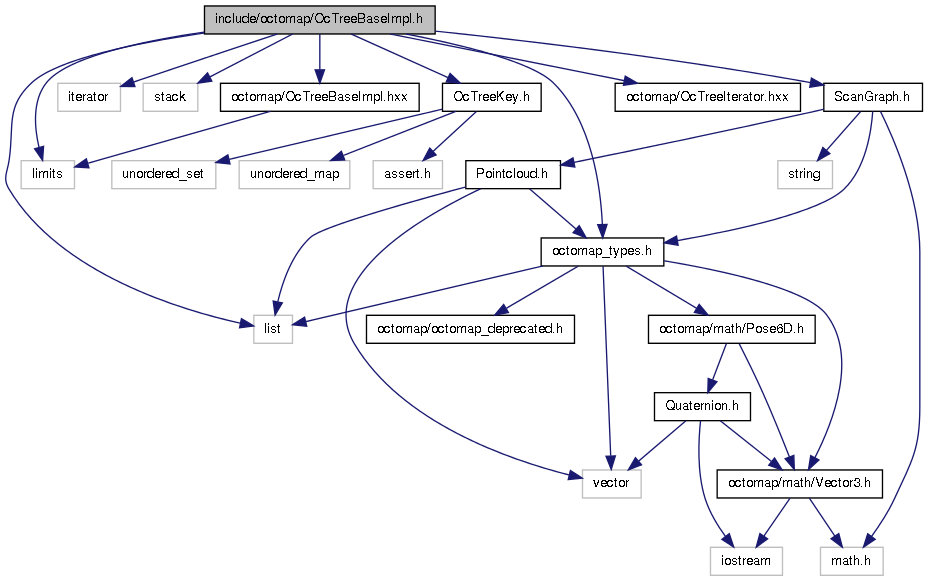 include/octomap/OcTreeBaseImpl.h
iterator
stack
octomap/OcTreeBaseImpl.hxx
OcTreeKey.h
octomap/OcTreeIterator.hxx
ScanGraph.h
limits
unordered_set
unordered_map
assert.h
Pointcloud.h
string
octomap_types.h
list
octomap/octomap_deprecated.h
octomap/math/Pose6D.h
Quaternion.h
vector
octomap/math/Vector3.h
iostream
math.h